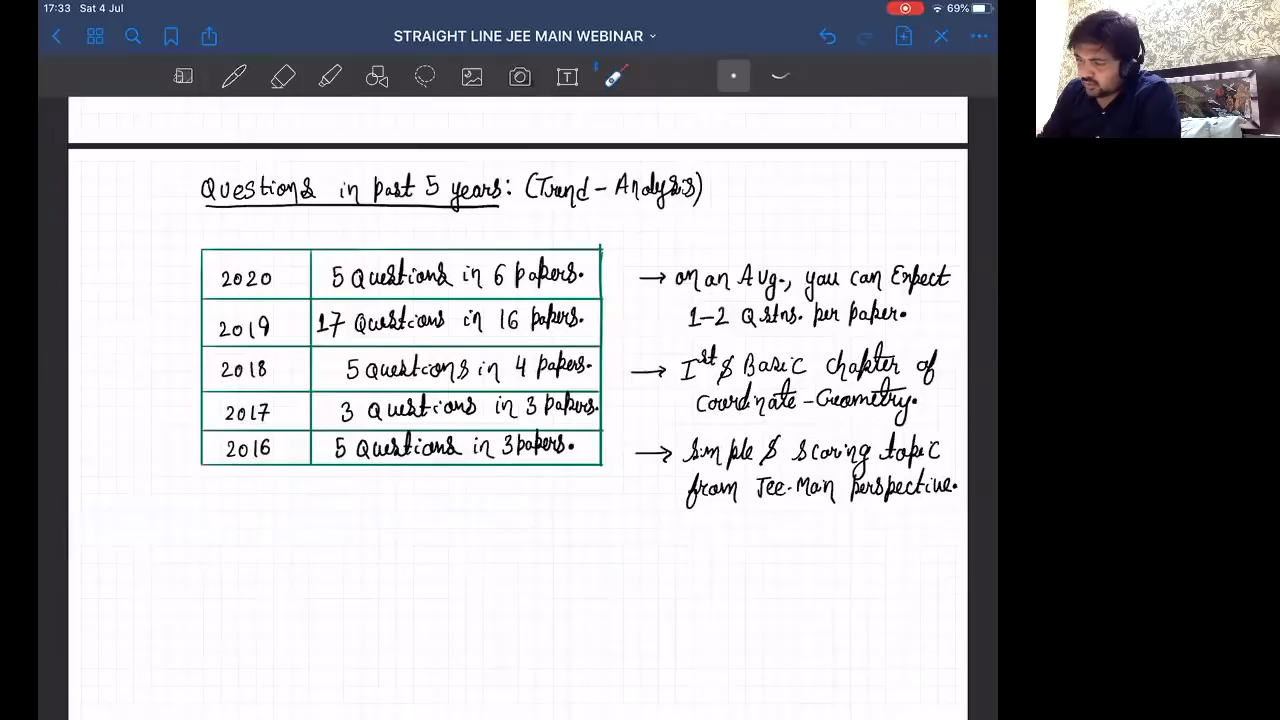 17:33 Sat 4 Jul
69%
STRAIGHT LINE JEE MAIN WEBINAR
T
Questions in past 5 years: (Trend - Analysis)
2020 5 Questions in 6 papers.
2019 17 Questions in 16 papers.
2018 5 Questions in 4 papers.
2017 3 Questions in 3 papers.
2016 5 Questions in 3 papers.
→ on an Avg., you can Expect
1-2 Qstns. per paper.
→ Ist & Basic chapter of
Coordinate-Geometry.
→ Simple & Scoring topic
from Jee-Main perspective.